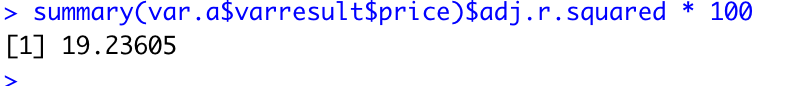 > summary(var.a$varresult$price)$adj.r.squared * 100
[1] 19.23605
>